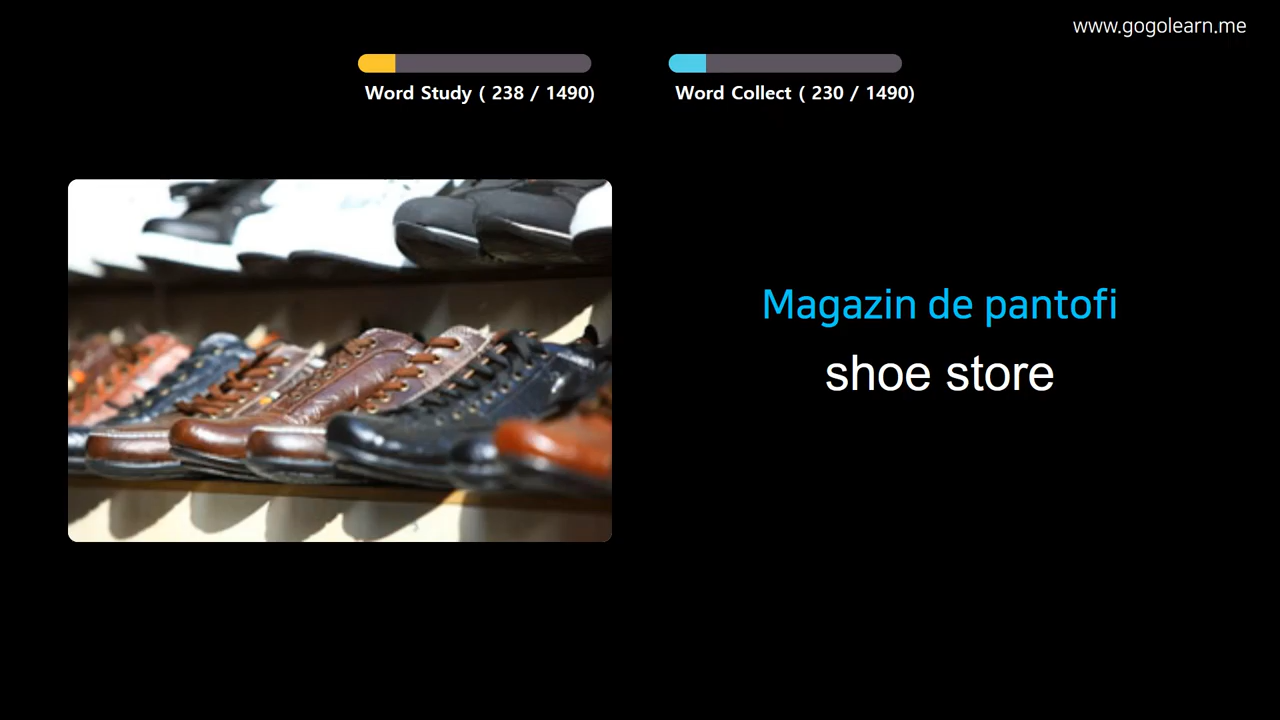 www.gogolearn.me
Word Study ( 238 / 1490)
Word Collect ( 230 / 1490)
Magazin de pantofi
shoe store